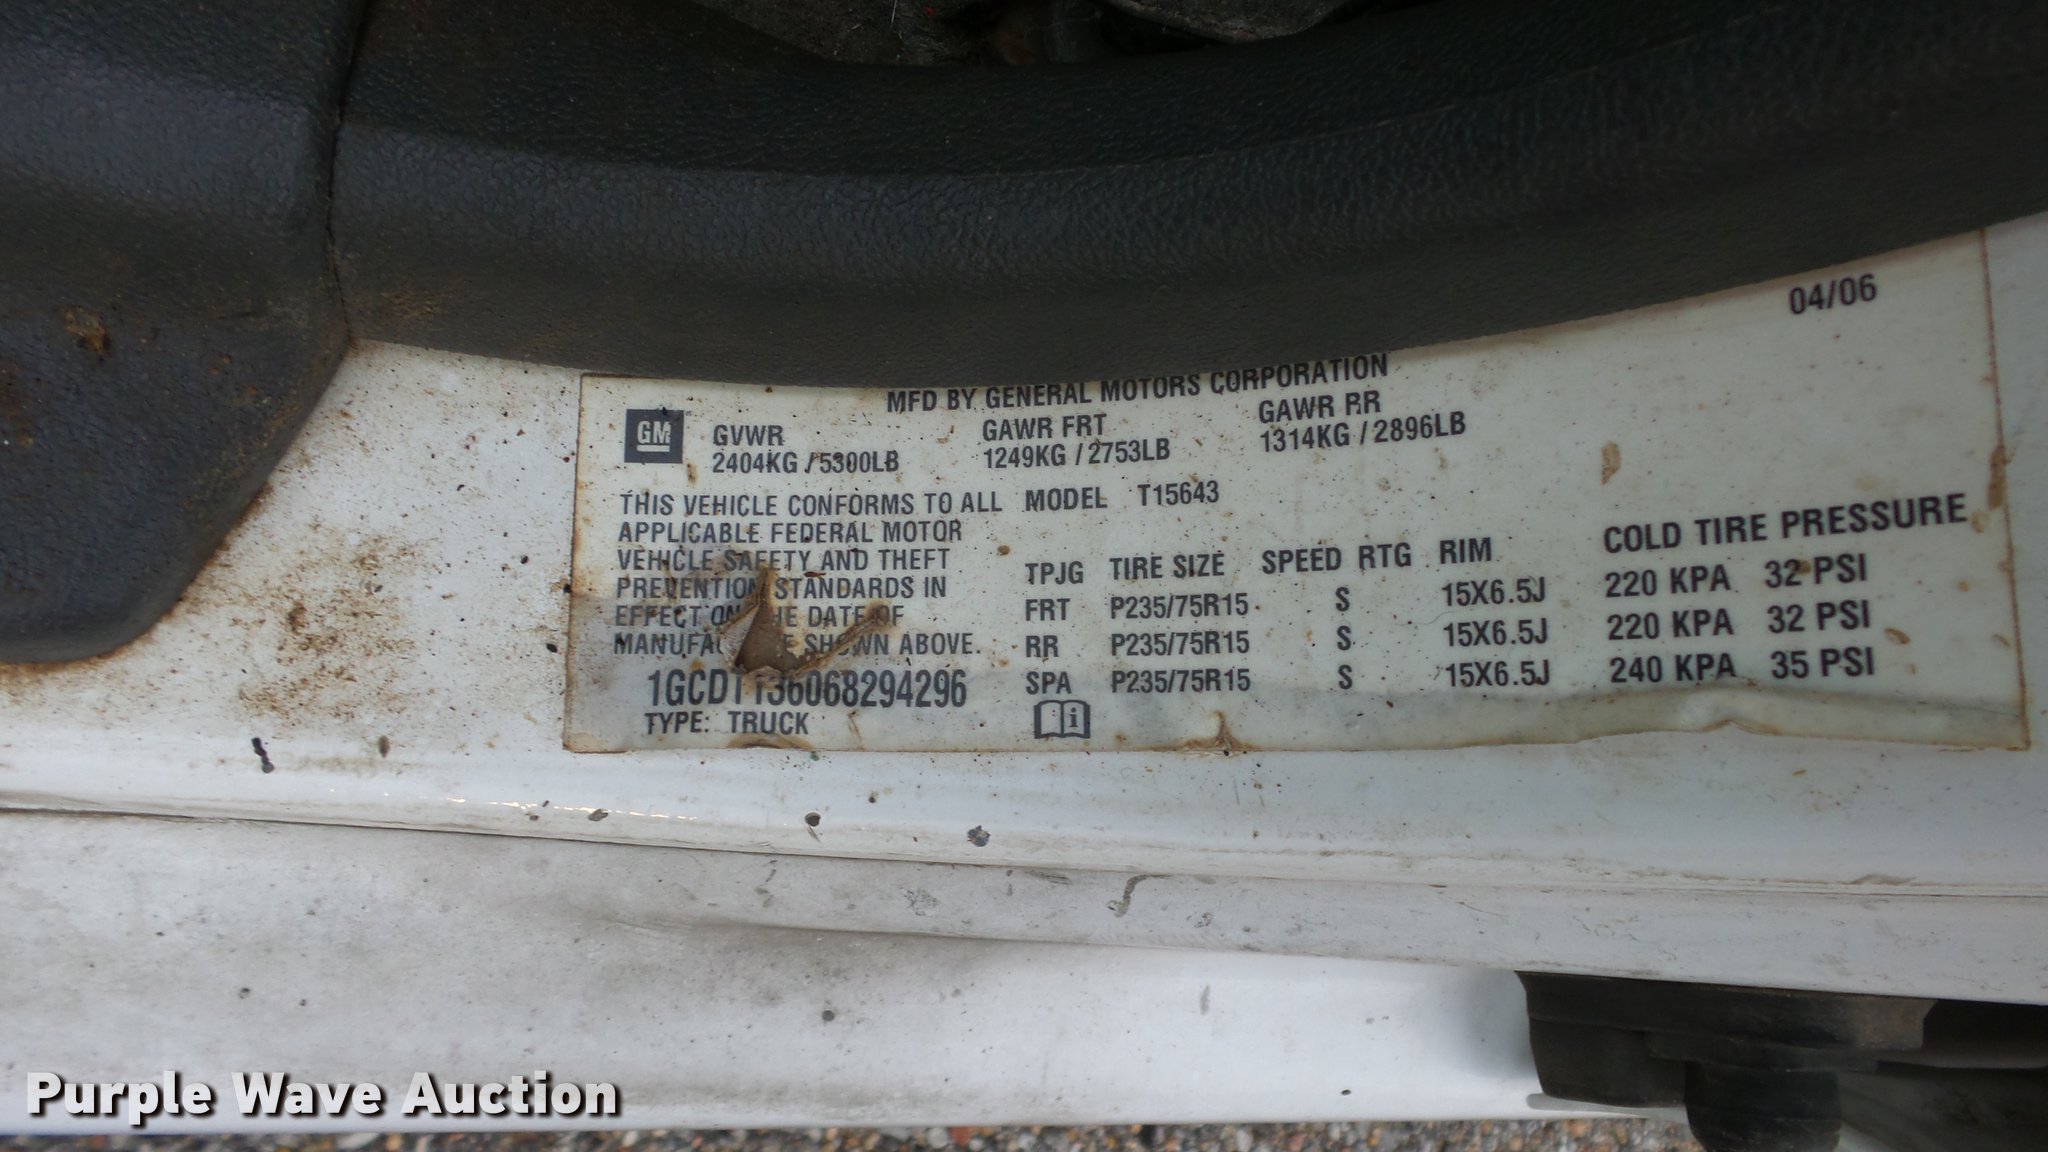 04/06
MFD BY GENERAL MOTORS CORPORATION
GM GVWR GAWR FRT GAWR RR
2404KG / 5300LB 1249KG / 2753LB 1314KG / 2896LB
THIS VEHICLE CONFORMS TO ALL
APPLICABLE FEDERAL MOTOR
VEHICLE SAFETY AND THEFT
PREVENTION STANDARDS IN
EFFECT ON DATE OF
SHOWN ABOVE.
1GCDT136068294296
TYPE: TRUCK
MODEL T15643
TPJG TIRE SIZE SPEED RTG RIM COLD TIRE PRESSURE
FRT P235/75R15 S 15X6.5J 220 KPA 32 PSI
RR P235/75R15 S 15X6.5J 220 KPA 32 PSI
SPA P235/75R15 S 15X6.5J 240 KPA 35 PSI
Purple Wave Auction